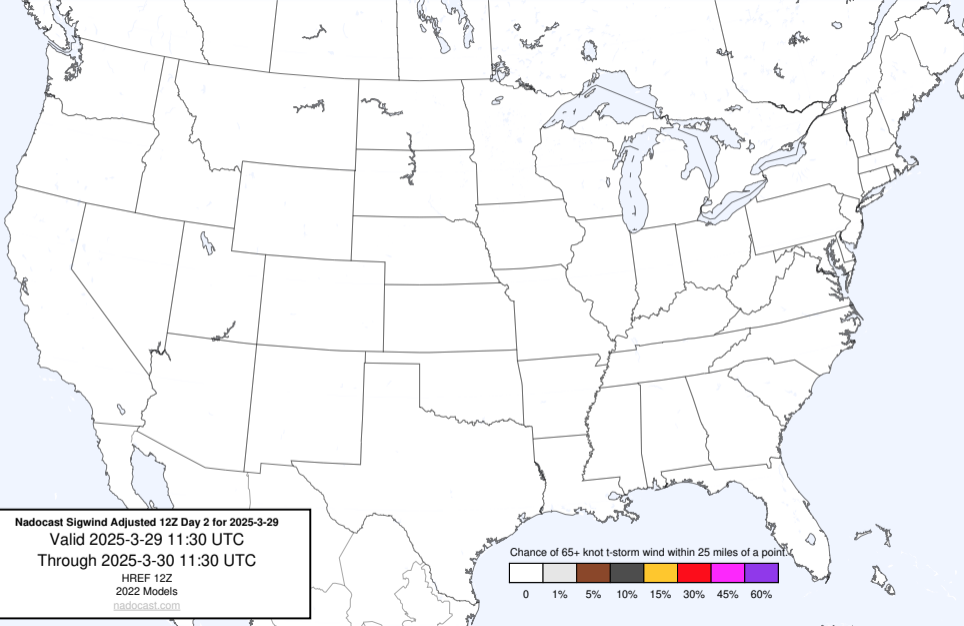 Nadocast Sigwind Adjusted 12Z Day 2 for 2025-3-29
Valid 2025-3-29 11:30 UTC
Through 2025-3-30 11:30 UTC
HREF 12Z
2022 Models
nadocast.com
Chance of 65+ knot t-storm wind within 25 miles of a point.
0 1% 5% 10% 15% 30% 45% 60%